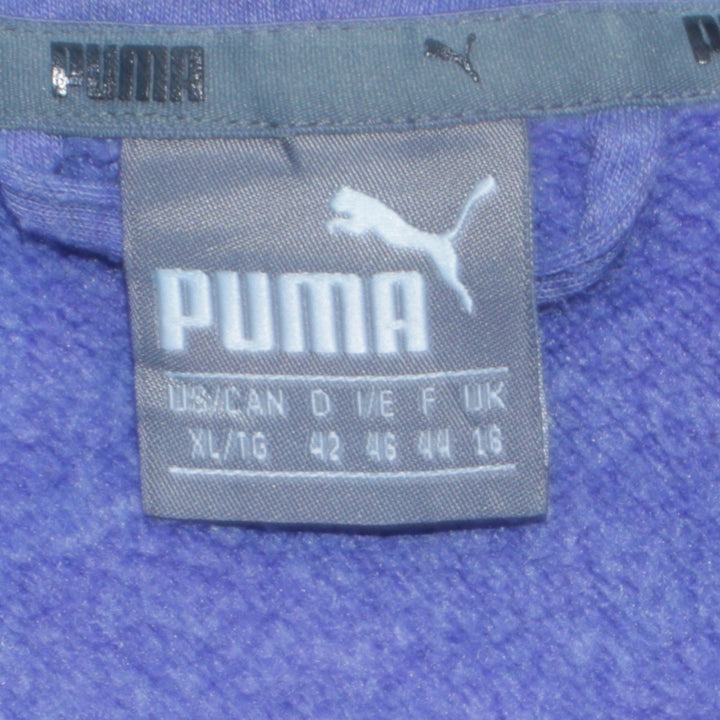 PUMA P
PUMA
US/CAN D I/E F UK
XL/TG 42 46 44 16